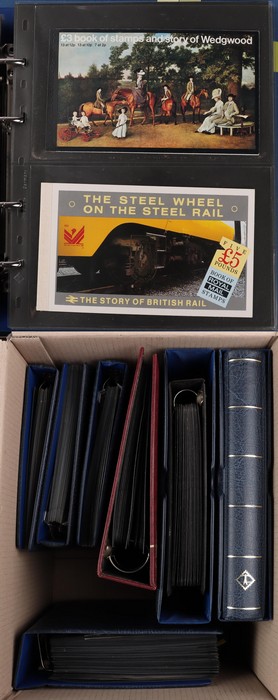 £3 book of stamps and story of Wedgwood
THE STEEL WHEEL
ON THE STEEL RAIL
FIVE
£5
POUNDS
BOOK OF
ROYAL
MAIL
STAMPS
THE STORY OF BRITISH RAIL